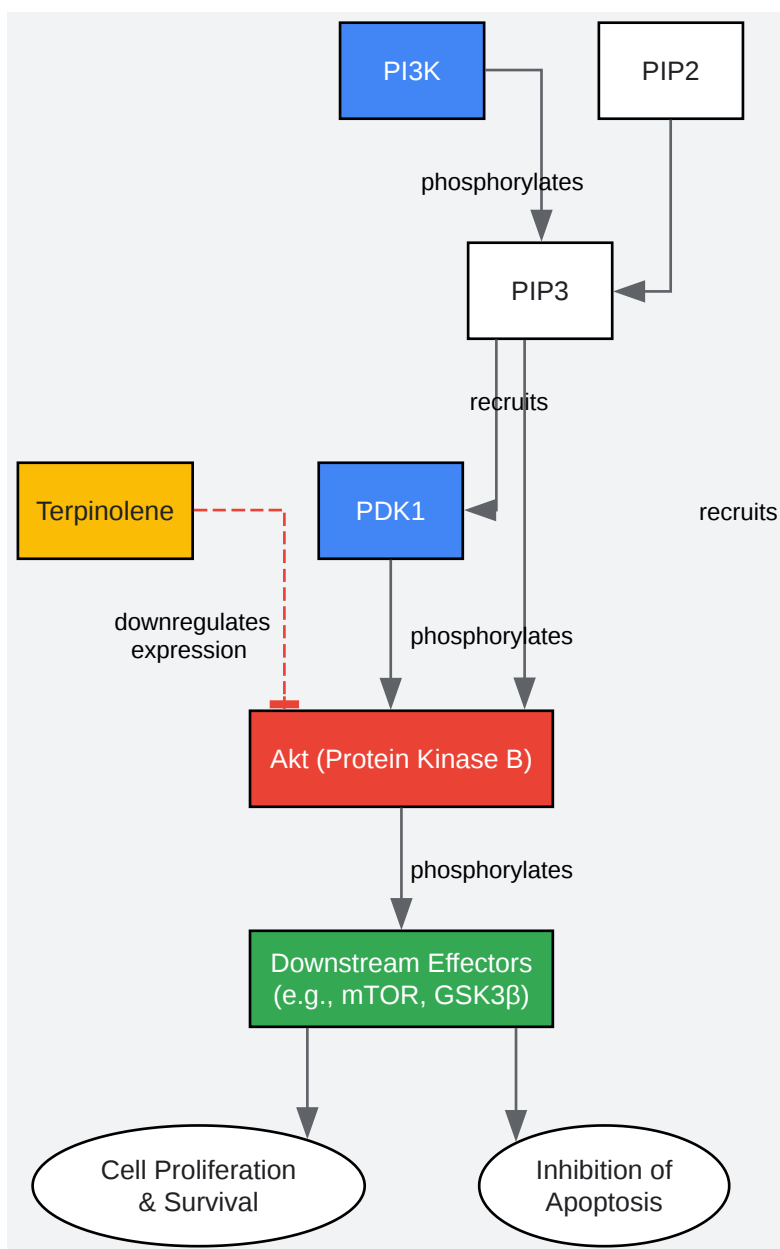 PI3K
PIP2
phosphorylates
PIP3
recruits
Terpinolene
PDK1
recruits
downregulates
expression
phosphorylates
Akt (Protein Kinase B)
phosphorylates
Downstream Effectors
(e.g., mTOR, GSK3β)
Cell Proliferation
& Survival
Inhibition of
Apoptosis